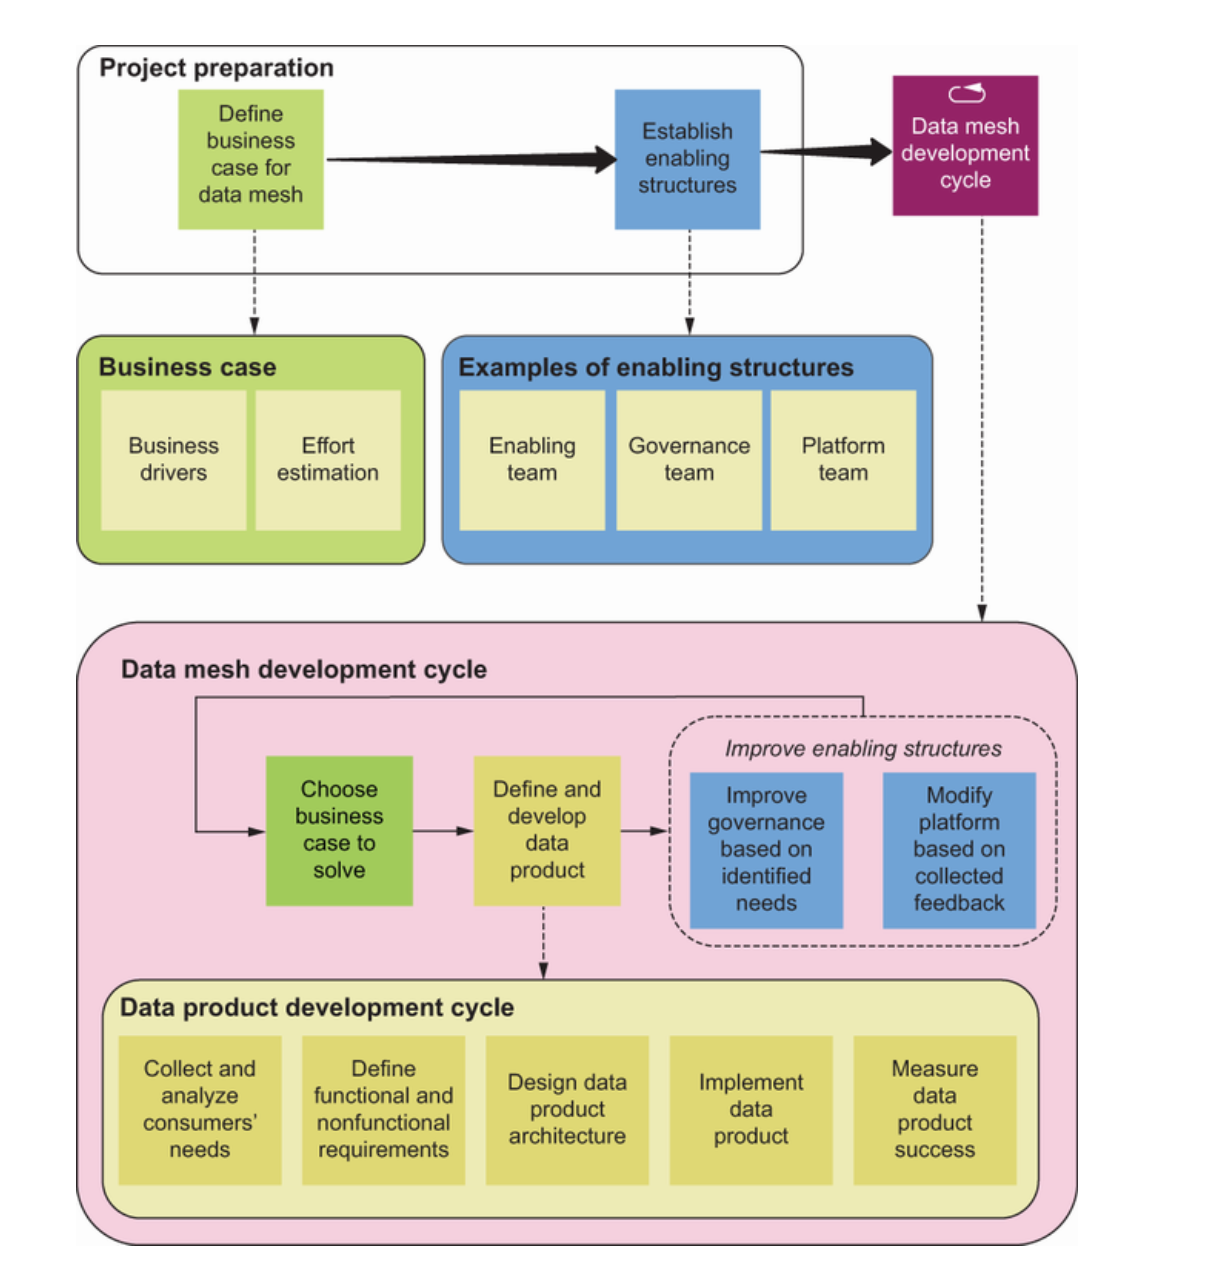 Project preparation
Define
business
case for
data mesh
Establish
enabling
structures
Data mesh
development
cycle
Business case
Business
drivers
Effort
estimation
Examples of enabling structures
Enabling
team
Governance
team
Platform
team
Data mesh development cycle
Choose
business
case to
solve
Define and
develop
data
product
Improve enabling structures
Improve
governance
based on
identified
needs
Modify
platform
based on
collected
feedback
Data product development cycle
Collect and
analyze
consumers’
needs
Define
functional and
nonfunctional
requirements
Design data
product
architecture
Implement
data
product
Measure
data
product
success